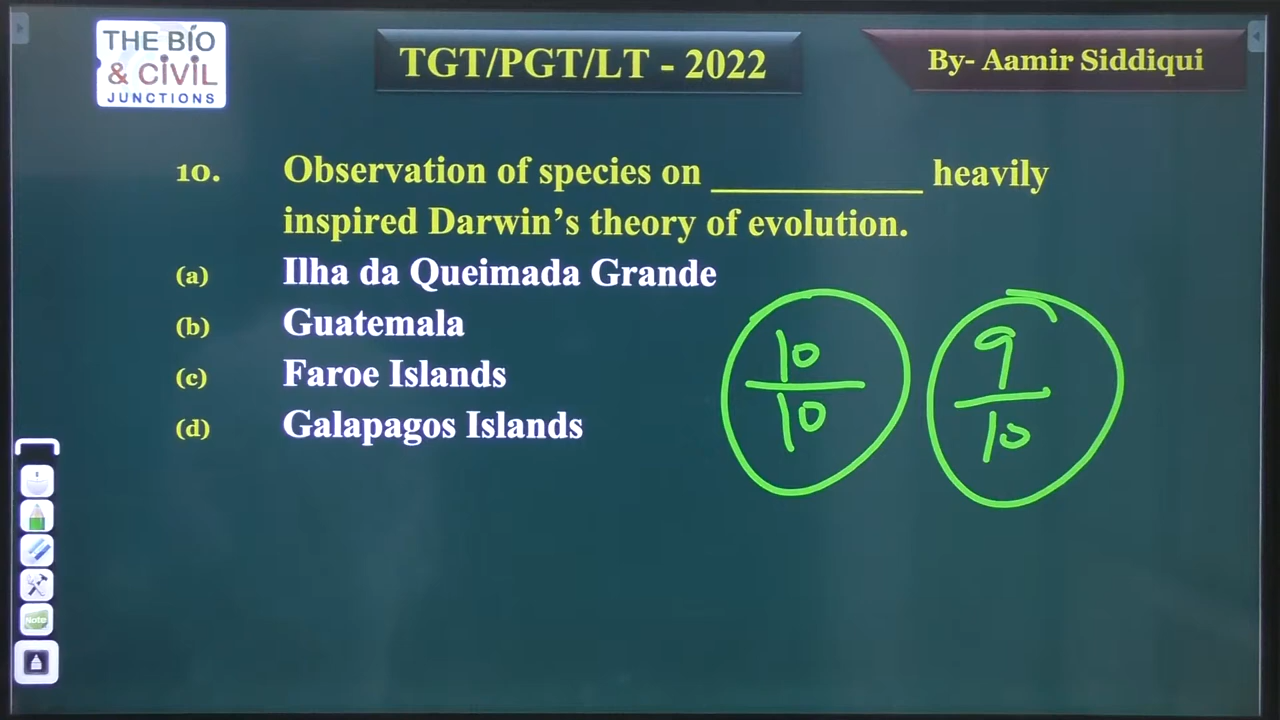 THE BIO
& CIVIL
JUNCTIONS
TGT/PGT/LT - 2022
By- Aamir Siddiqui
10. Observation of species on ___________ heavily
inspired Darwin's theory of evolution.
(a) Ilha da Queimada Grande
(b) Guatemala
(c) Faroe Islands
(d) Galapagos Islands
10
10
9
10
Note